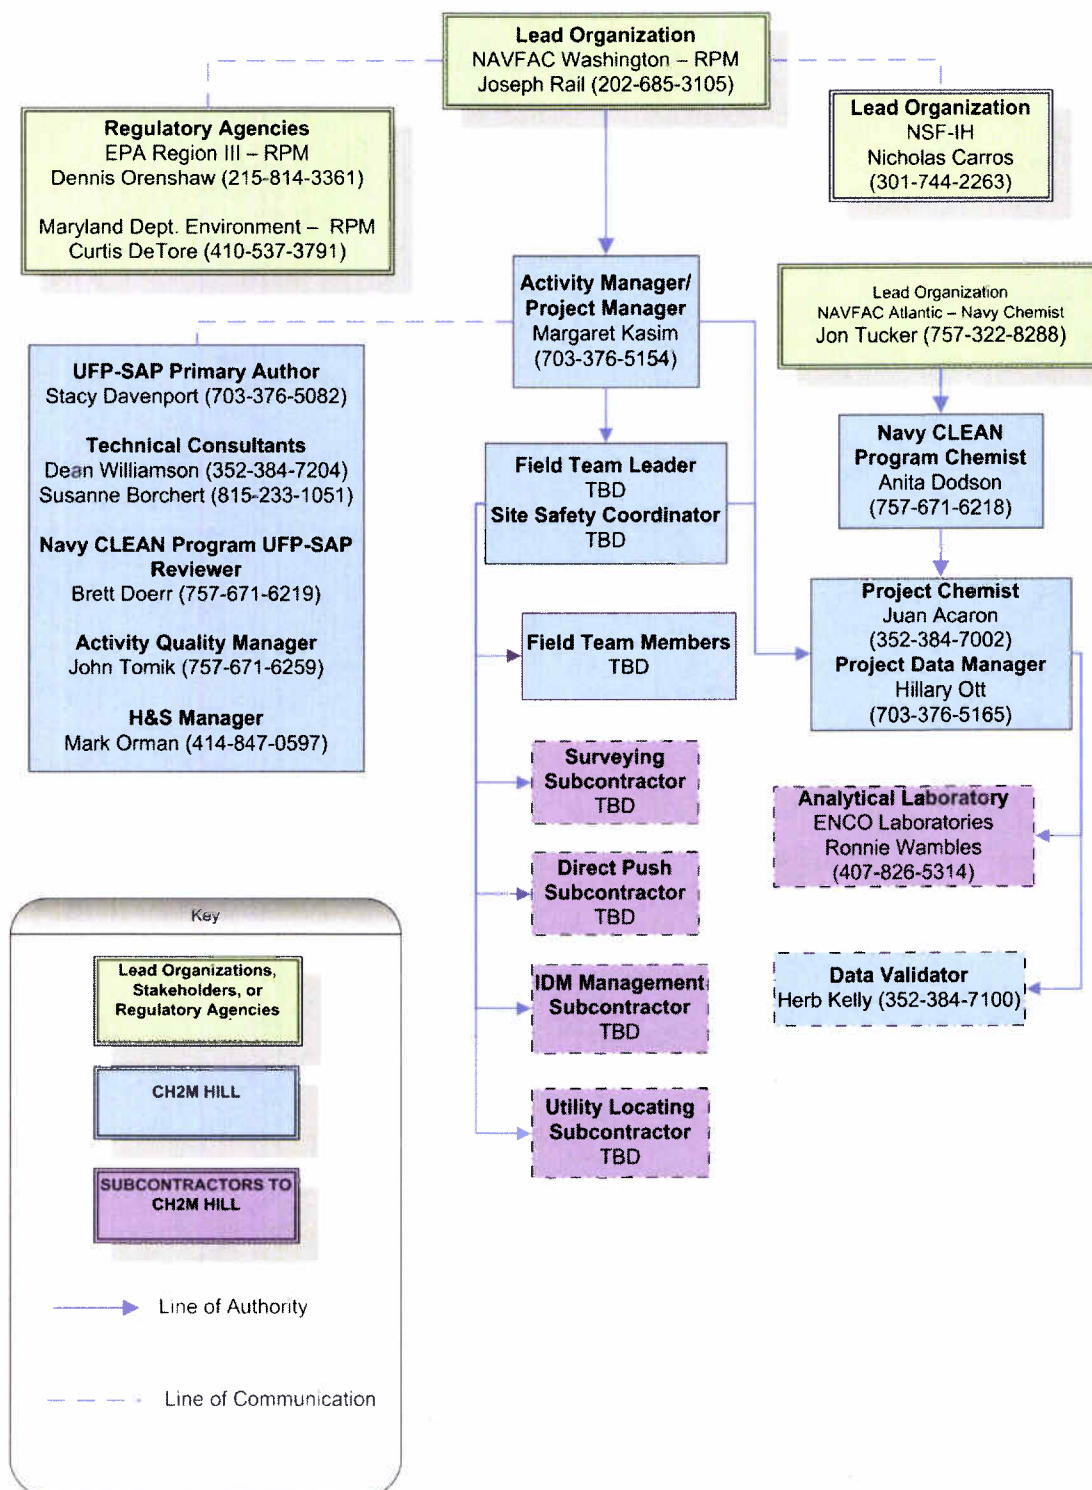 Lead Organization
NAVFAC Washington – RPM
Joseph Rail (202-685-3105)
Regulatory Agencies
EPA Region III – RPM
Dennis Orenshaw (215-814-3361)
Maryland Dept. Environment – RPM
Curtis DeTore (410-537-3791)
Lead Organization
NSF-IH
Nicholas Carros
(301-744-2263)
Activity Manager/
Project Manager
Margaret Kasim
(703-376-5154)
Lead Organization
NAVFAC Atlantic – Navy Chemist
Jon Tucker (757-322-8288)
UFP-SAP Primary Author
Stacy Davenport (703-376-5082)
Technical Consultants
Dean Williamson (352-384-7204)
Susanne Borchert (815-233-1051)
Navy CLEAN Program UFP-SAP
Reviewer
Brett Doerr (757-671-6219)
Activity Quality Manager
John Tomik (757-671-6259)
H&S Manager
Mark Orman (414-847-0597)
Field Team Leader
TBD
Site Safety Coordinator
TBD
Navy CLEAN
Program Chemist
Anita Dodson
(757-671-6218)
Project Chemist
Juan Acaron
(352-384-7002)
Project Data Manager
Hillary Ott
(703-376-5165)
Field Team Members
TBD
Surveying
Subcontractor
TBD
Direct Push
Subcontractor
TBD
IDM Management
Subcontractor
TBD
Utility Locating
Subcontractor
TBD
Analytical Laboratory
ENCO Laboratories
Ronnie Wambles
(407-826-5314)
Data Validator
Herb Kelly (352-384-7100)
Key
Lead Organizations,
Stakeholders, or
Regulatory Agencies
CH2M HILL
SUBCONTRACTORS TO
CH2M HILL
Line of Authority
Line of Communication